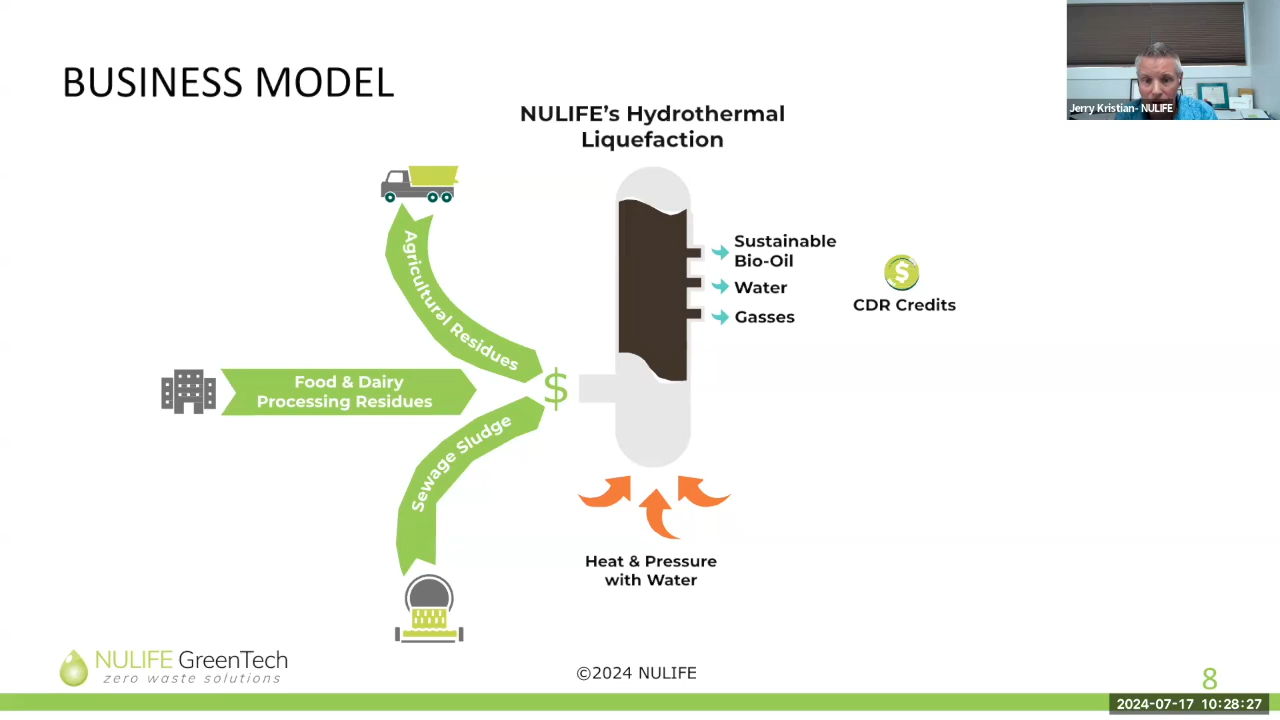 BUSINESS MODEL
Jerry Kristian- NULIFE
NULIFE's Hydrothermal
Liquefaction
Agricultural Residues
Food & Dairy
Processing Residues
Sewage Sludge
$
Sustainable
Bio-Oil
Water
Gasses
$
CDR Credits
Heat & Pressure
with Water
NULIFE GreenTech
zero waste solutions
©2024 NULIFE
8
2024-07-17 10:28:27